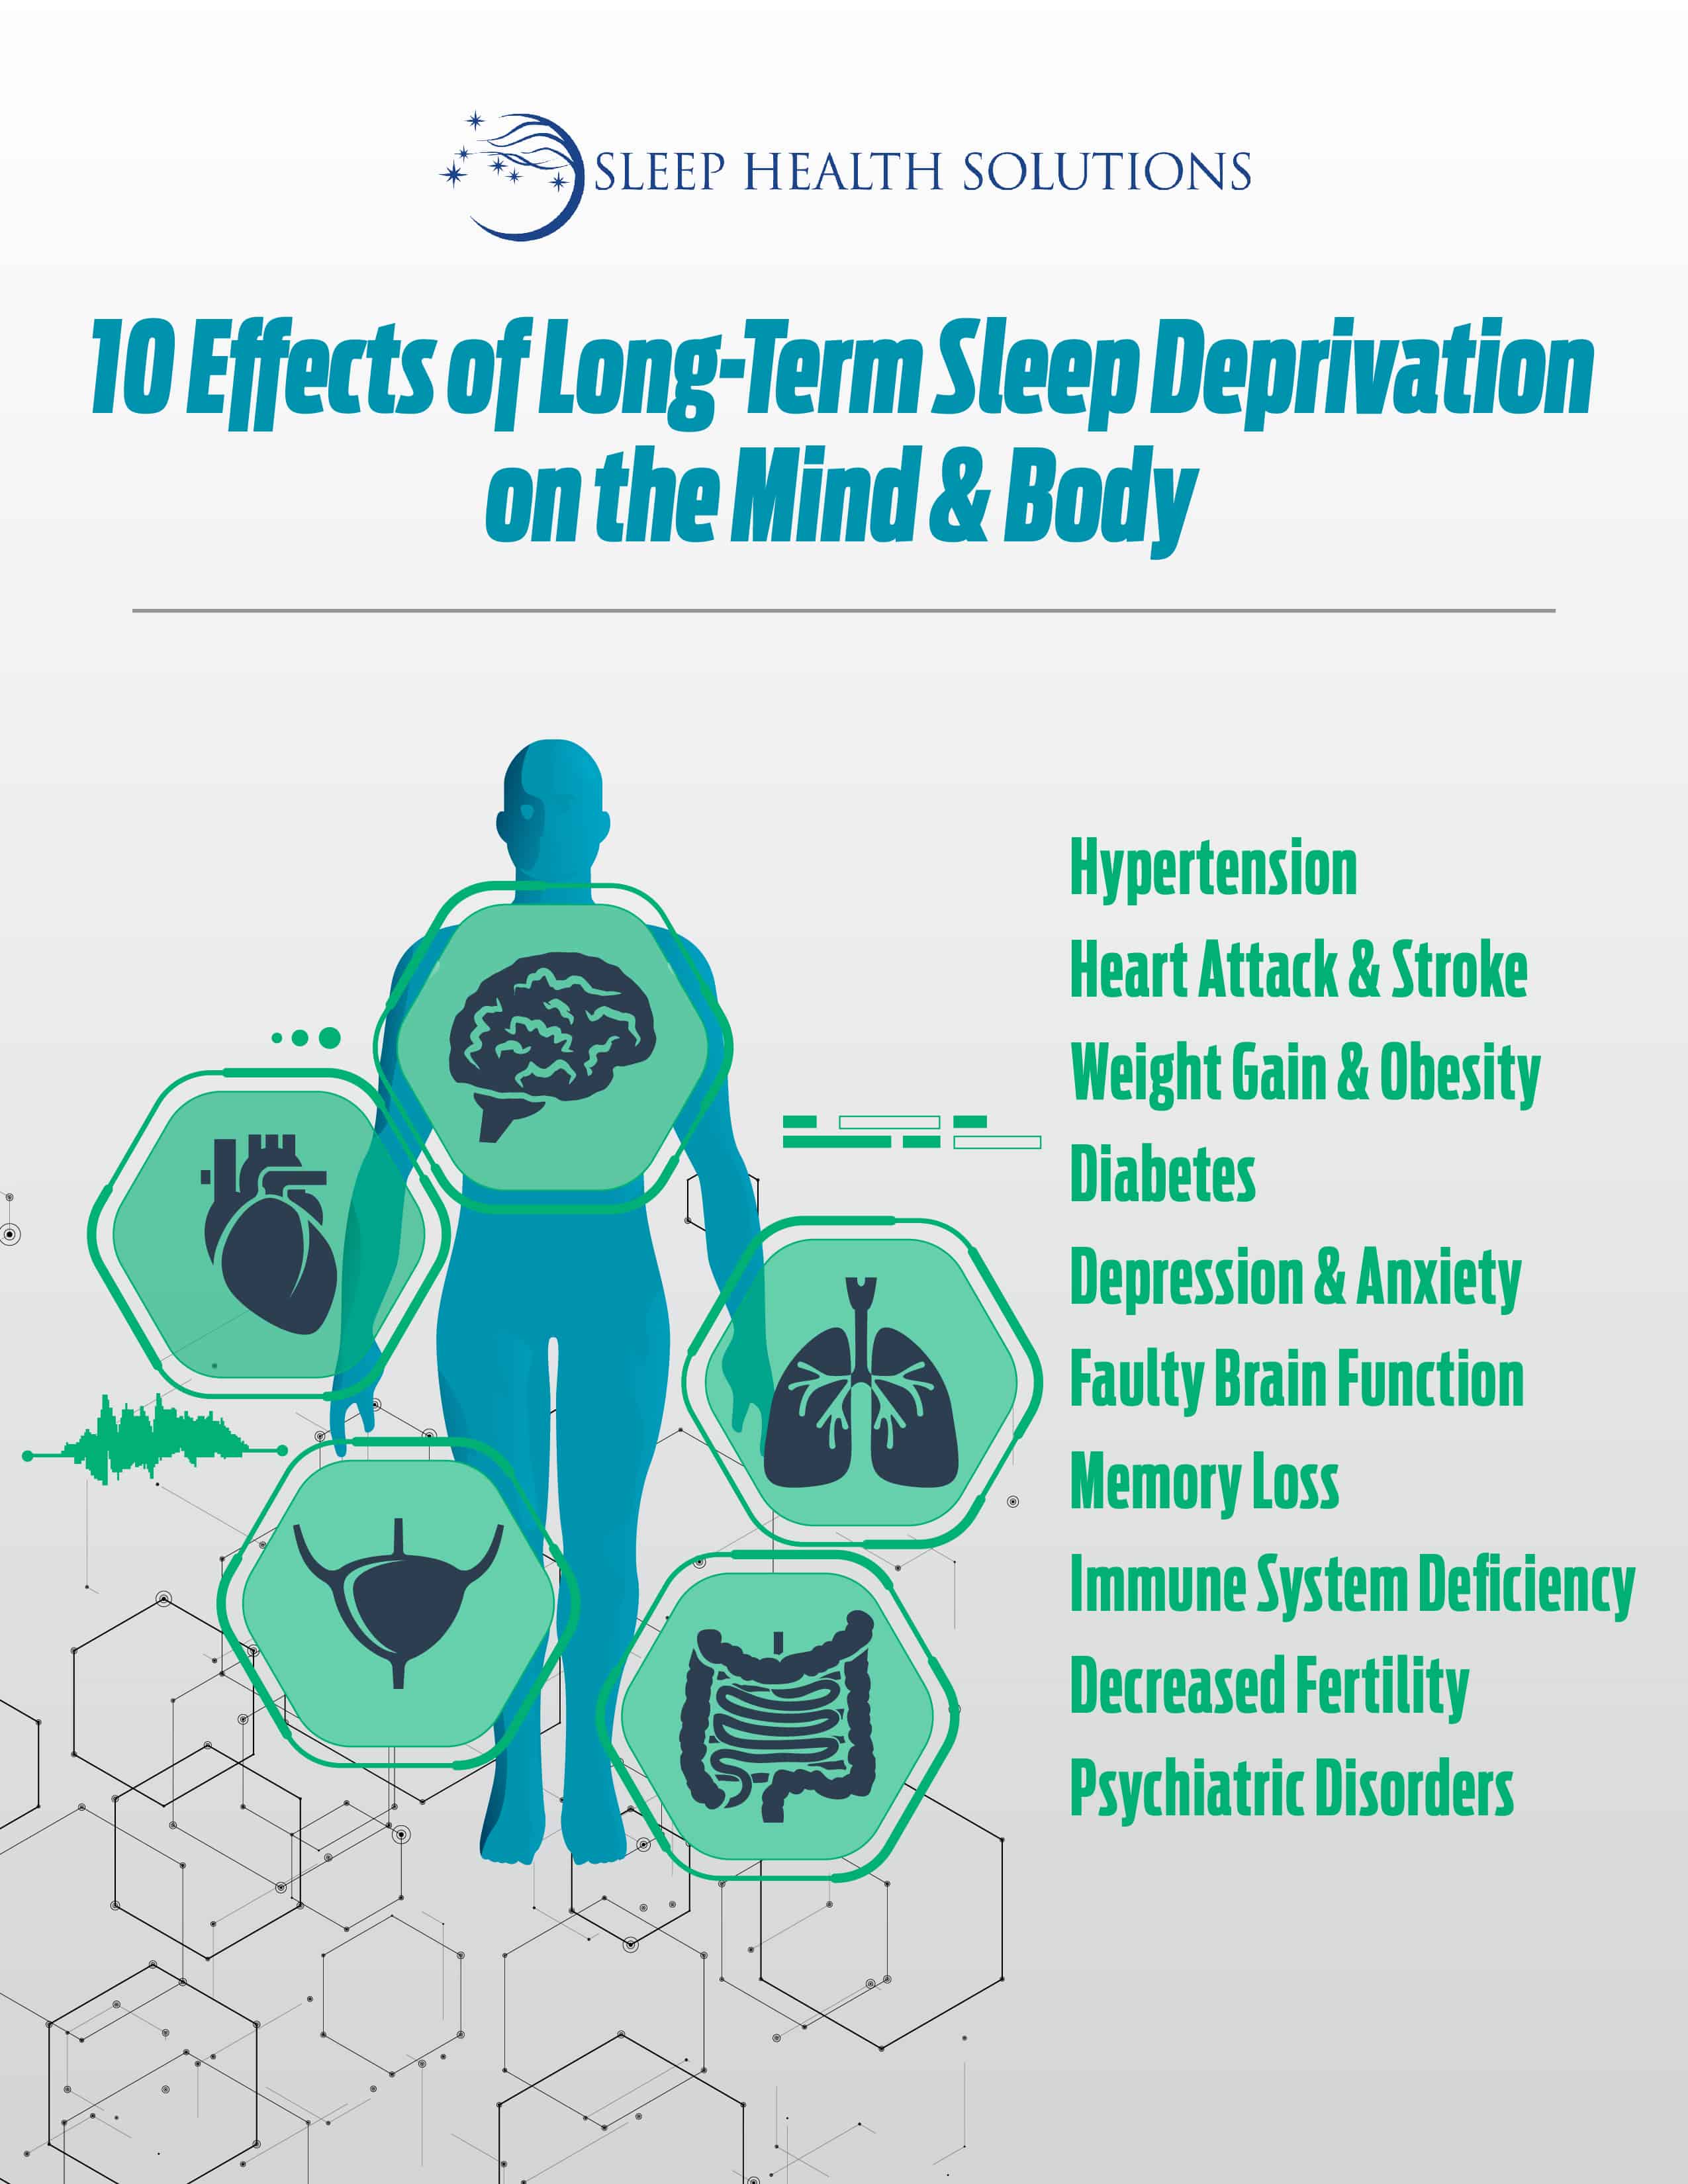 SLEEP HEALTH SOLUTIONS
10 Effects of Long-Term Sleep Deprivation
on the Mind & Body
Hypertension
Heart Attack & Stroke
Weight Gain & Obesity
Diabetes
Depression & Anxiety
Faulty Brain Function
Memory Loss
Immune System Deficiency
Decreased Fertility
Psychiatric Disorders